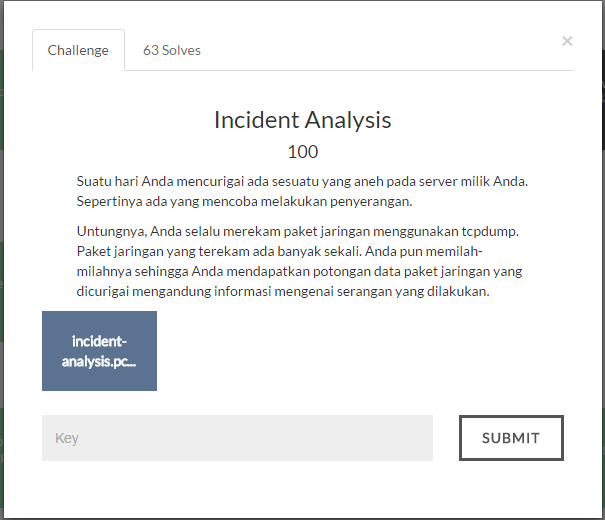 Challenge
63 Solves
×
Incident Analysis
100
Suatu hari Anda mencurigai ada sesuatu yang aneh pada server milik Anda.
Sepertinya ada yang mencoba melakukan penyerangan.
Untungnya, Anda selalu merekam paket jaringan menggunakan tcpdump.
Paket jaringan yang terekam ada banyak sekali. Anda pun memilah-
milahnya sehingga Anda mendapatkan potongan data paket jaringan yang
dicurigai mengandung informasi mengenai serangan yang dilakukan.
incident-
analysis.pc...
Key
SUBMIT